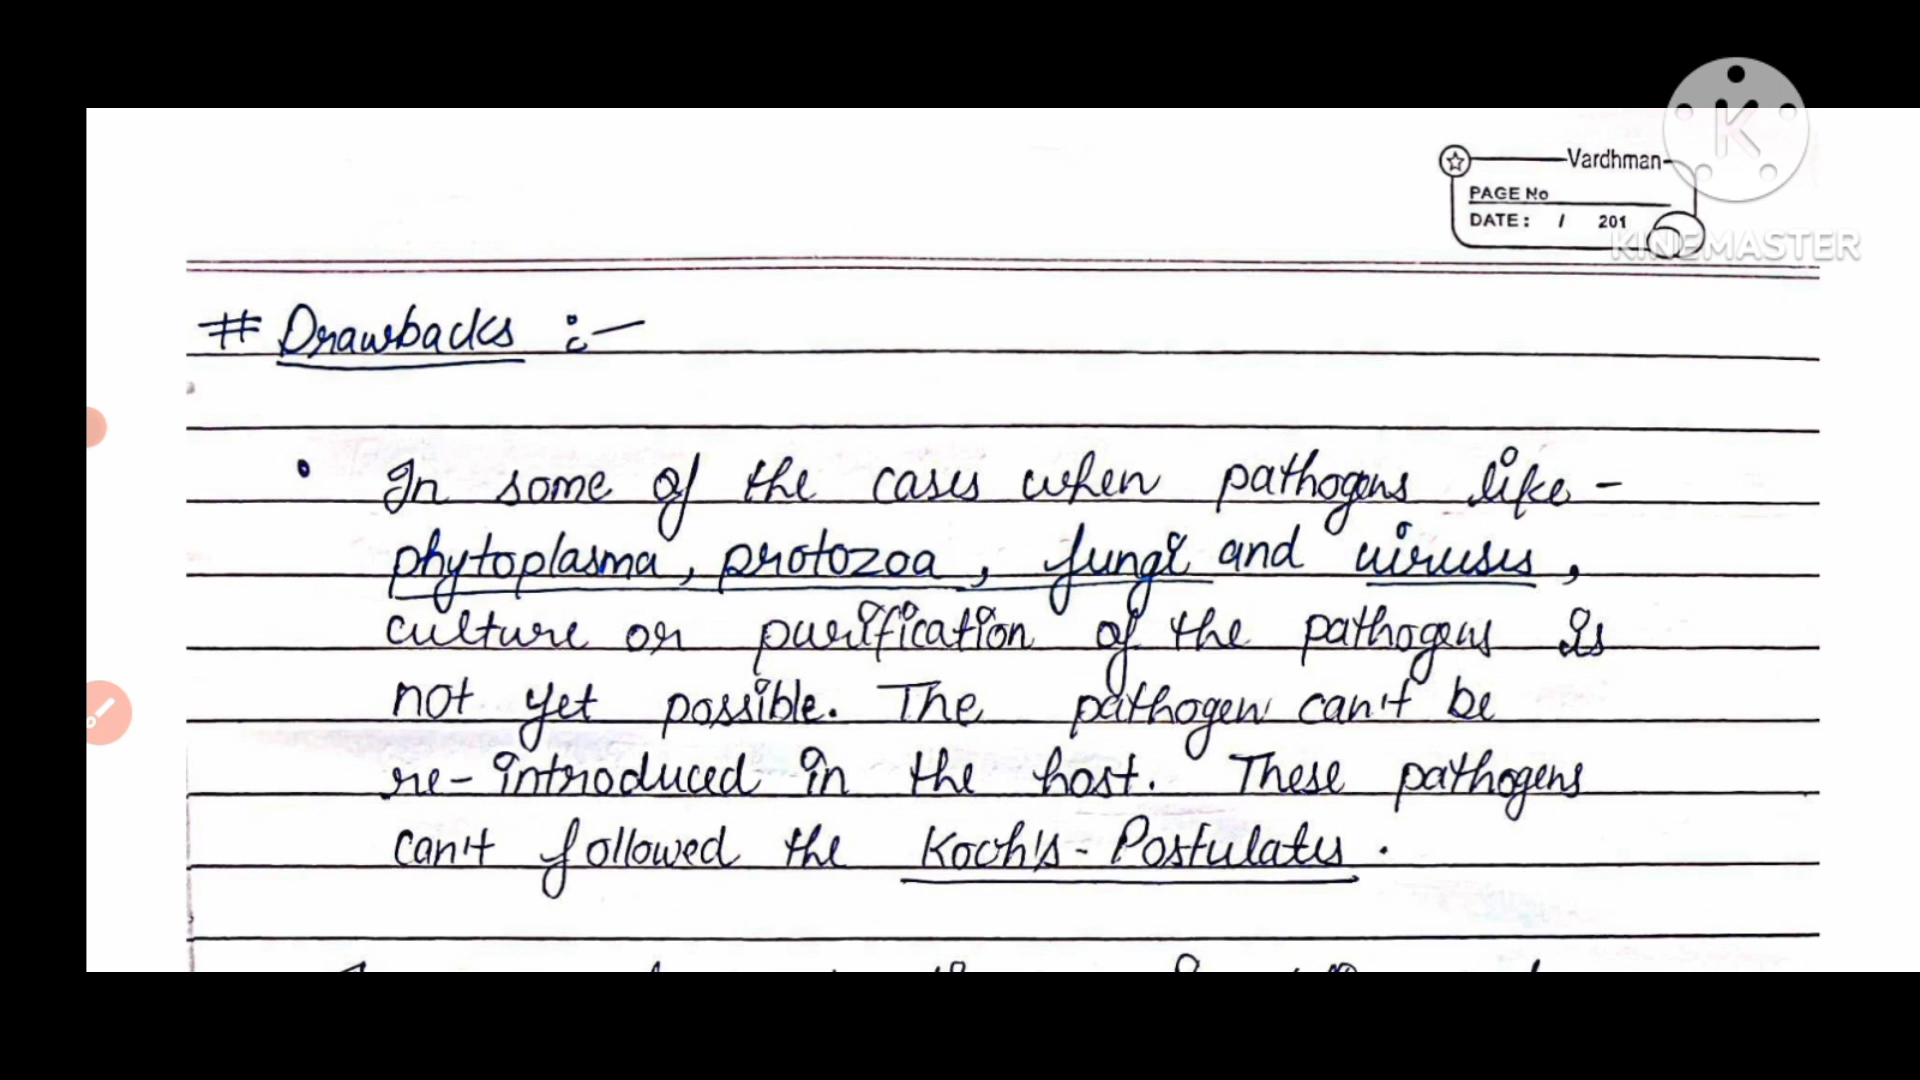 Vardhman
PAGE No
DATE: / 201
KINEMASTER
# Drawbacks :-
• In some of the cases when pathogens like -
phytoplasma, protozoa, fungi and viruses,
culture or purification of the pathogens is
not yet possible. The pathogen can't be
re-introduced in the host. These pathogens
can't followed the Koch's - Postulates.